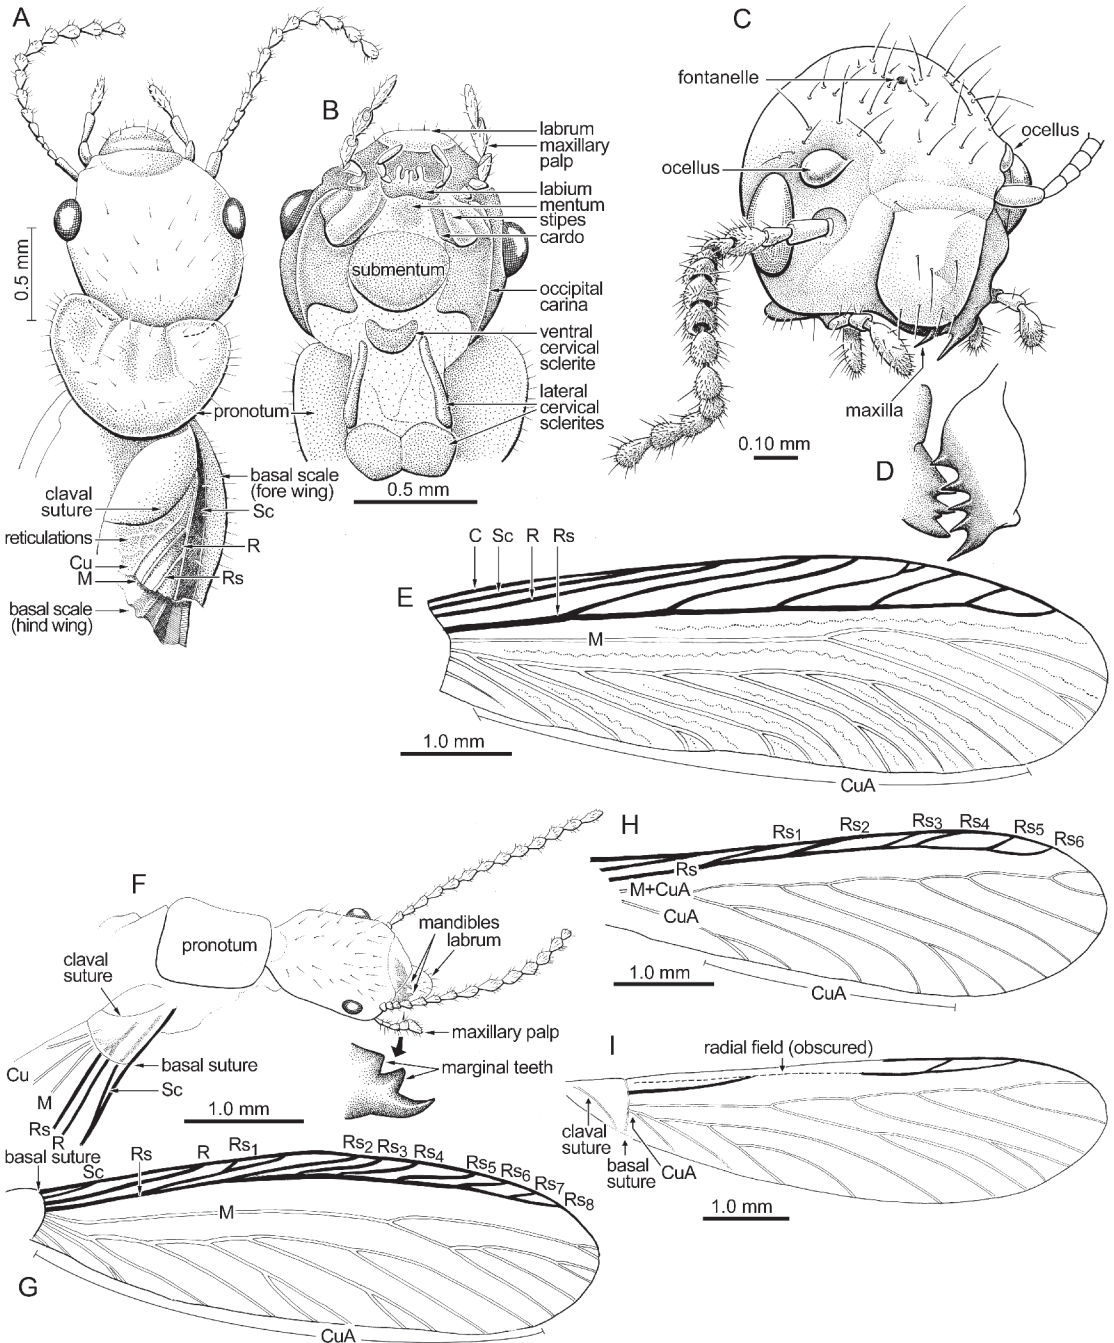 A
B
C
fontanelle
ocellus
ocellus
labrum
maxillary
palp
labium
mentum
stipes
cardo
submentum
occipital
carina
ventral
cervical
sclerite
lateral
cervical
sclerites
0.5 mm
pronotum
maxilla
0.10 mm
D
basal scale
(fore wing)
0.5 mm
claval
suture
Sc
reticulations
R
Cu
M
Rs
basal scale
(hind wing)
C Sc R Rs
E
M
1.0 mm
CuA
F
pronotum
mandibles
labrum
claval
suture
maxillary palp
marginal teeth
basal suture
Sc
Cu
M
Rs
R
1.0 mm
H
Rs1 Rs2 Rs3 Rs4 Rs5 Rs6
Rs
M+CuA
CuA
1.0 mm
CuA
I
radial field (obscured)
claval
suture
basal
suture
CuA
1.0 mm
basal suture
Sc
Rs R Rs1 Rs2 Rs3 Rs4 Rs5 Rs6 Rs7 Rs8
M
G
CuA